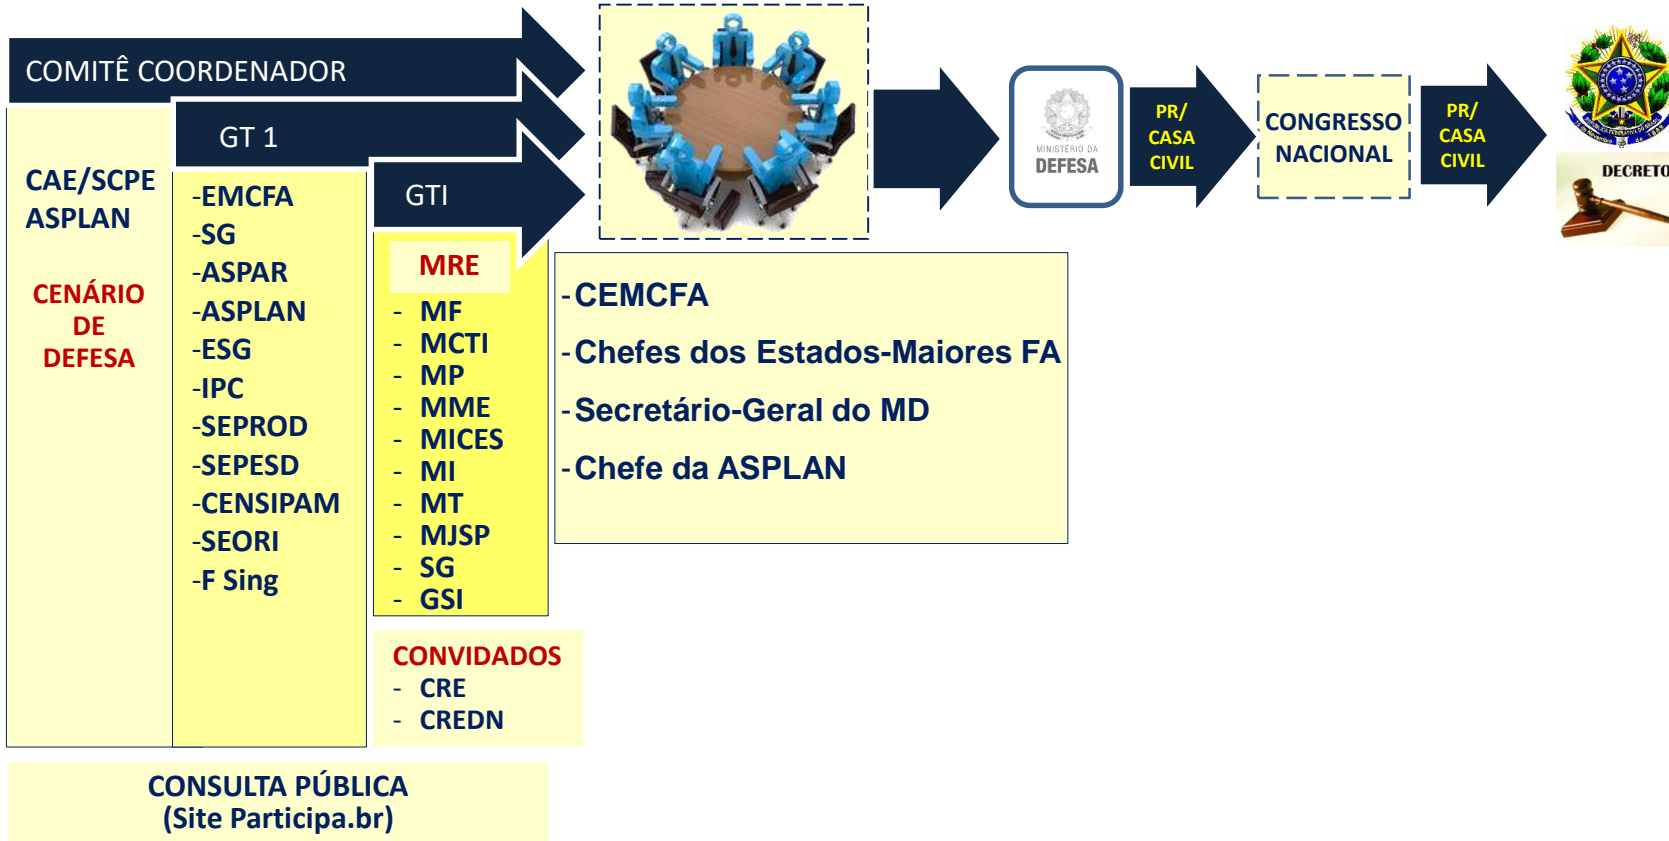 COMITÊ COORDENADOR
CAE/SCPE
ASPLAN
CENÁRIO
DE
DEFESA
GT 1
-EMCFA
-SG
-ASPAR
-ASPLAN
-ESG
-IPC
-SEPROD
-SEPESD
-CENSIPAM
-SEORI
-F Sing
GTI
MRE
- MF
- MCTI
- MP
- MME
- MICES
- MI
- MT
- MJSP
- SG
- GSI
CONVIDADOS
- CRE
- CREDN
CONSULTA PÚBLICA
(Site Participa.br)
-CEMCFA
-Chefes dos Estados-Maiores FA
-Secretário-Geral do MD
-Chefe da ASPLAN
MINISTÉRIO DA
DEFESA
PR/
CASA
CIVIL
CONGRESSO
NACIONAL
PR/
CASA
CIVIL
DECRETO